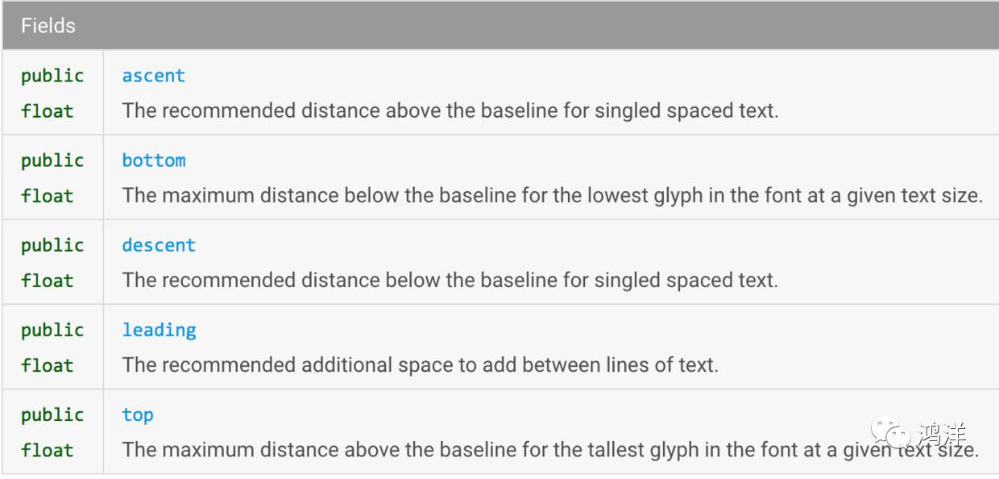 Fields
public
float
ascent
The recommended distance above the baseline for singled spaced text.
public
float
bottom
The maximum distance below the baseline for the lowest glyph in the font at a given text size.
public
float
descent
The recommended distance below the baseline for singled spaced text.
public
float
leading
The recommended additional space to add between lines of text.
public
float
top
The maximum distance above the baseline for the tallest glyph in the font at a given text size.
鸿洋